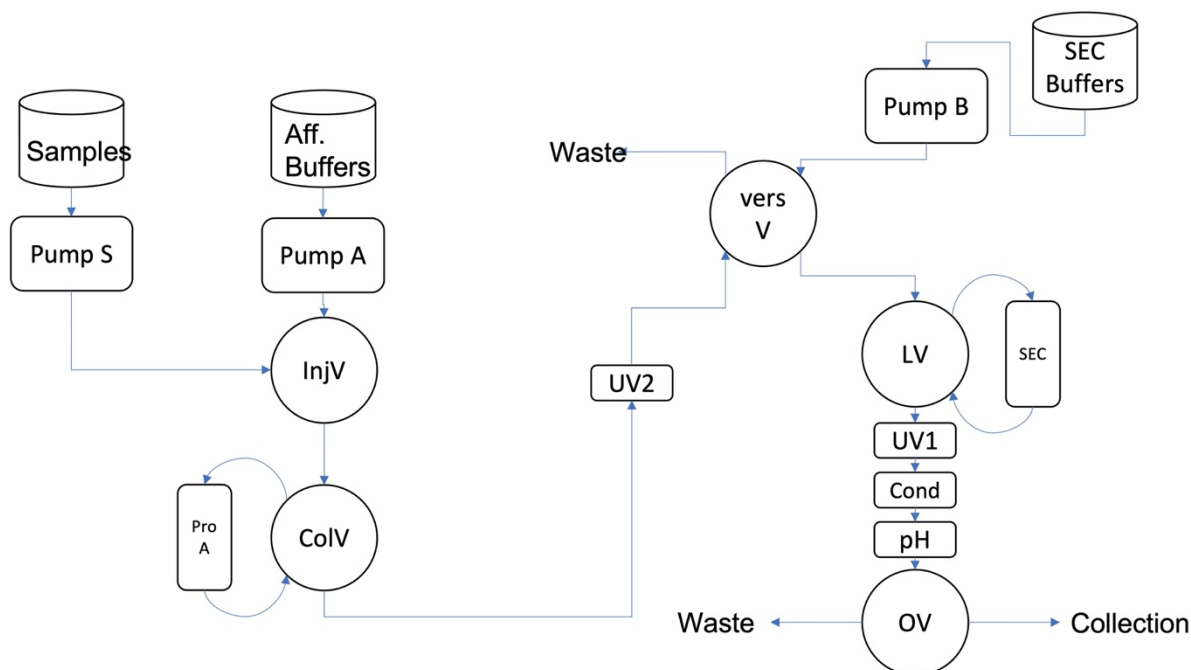 SEC
Buffers
Pump B
Samples
Aff.
Buffers
Waste
vers
V
Pump S
Pump A
InjV
LV
SEC
UV2
UV1
Cond
Pro
A
ColV
pH
Waste
OV
Collection